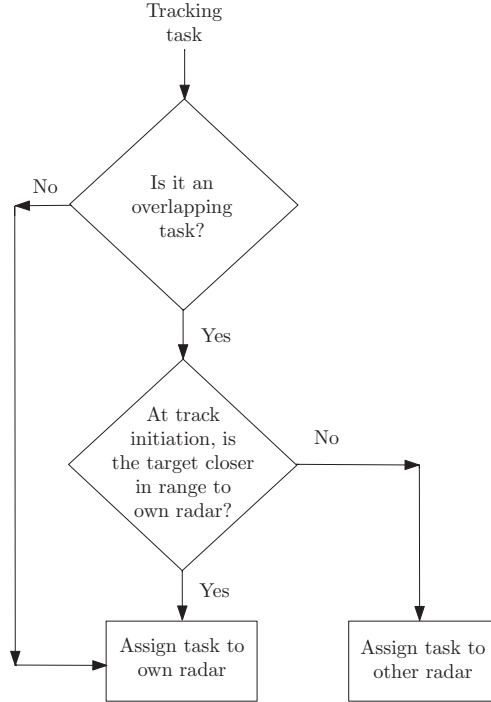 Tracking
task
Is it an
overlapping
task?
No
Yes
At track
initiation, is
the target closer
in range to
own radar?
No
Yes
Assign task to
own radar
Assign task to
other radar